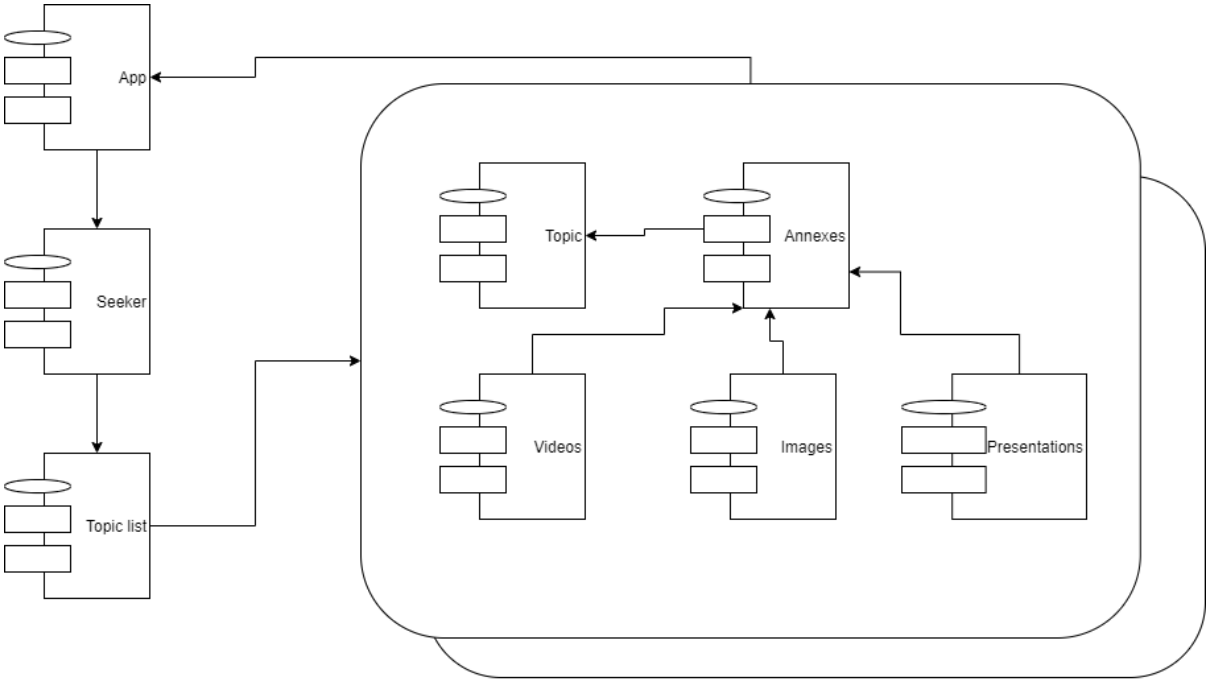 App
Topic
Annexes
Seeker
Videos
Images
Presentations
Topic list